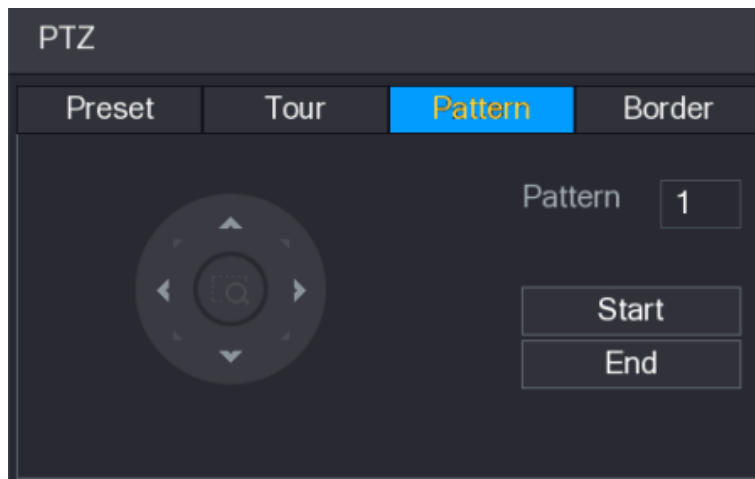 PTZ
Preset Tour Pattern Border
Pattern 1
Start
End